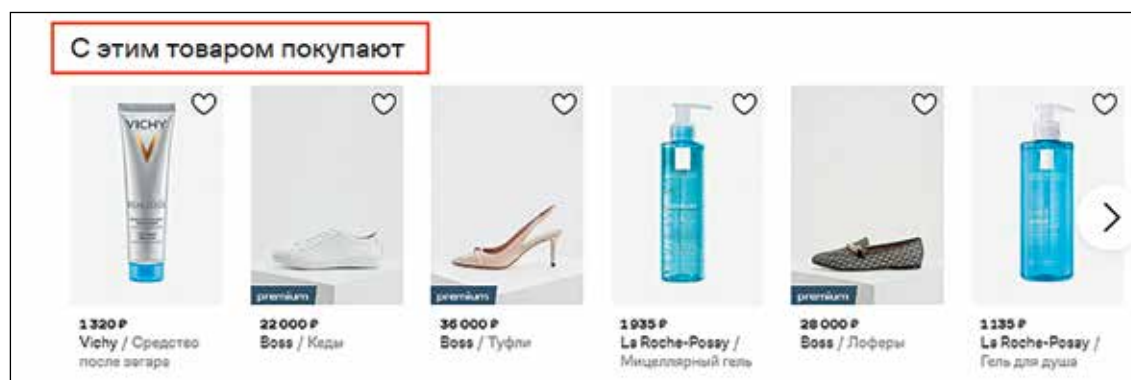 С этим товаром покупают
VICHY
premium
premium
premium
1 320 ₽
Vichy / Средство
после загара
22 000 ₽
Boss / Кеды
36 000 ₽
Boss / Туфли
1 935 ₽
La Roche-Posay /
Мицеллярный гель
28 000 ₽
Boss / Лоферы
1 135 ₽
La Roche-Posay /
Гель для душа